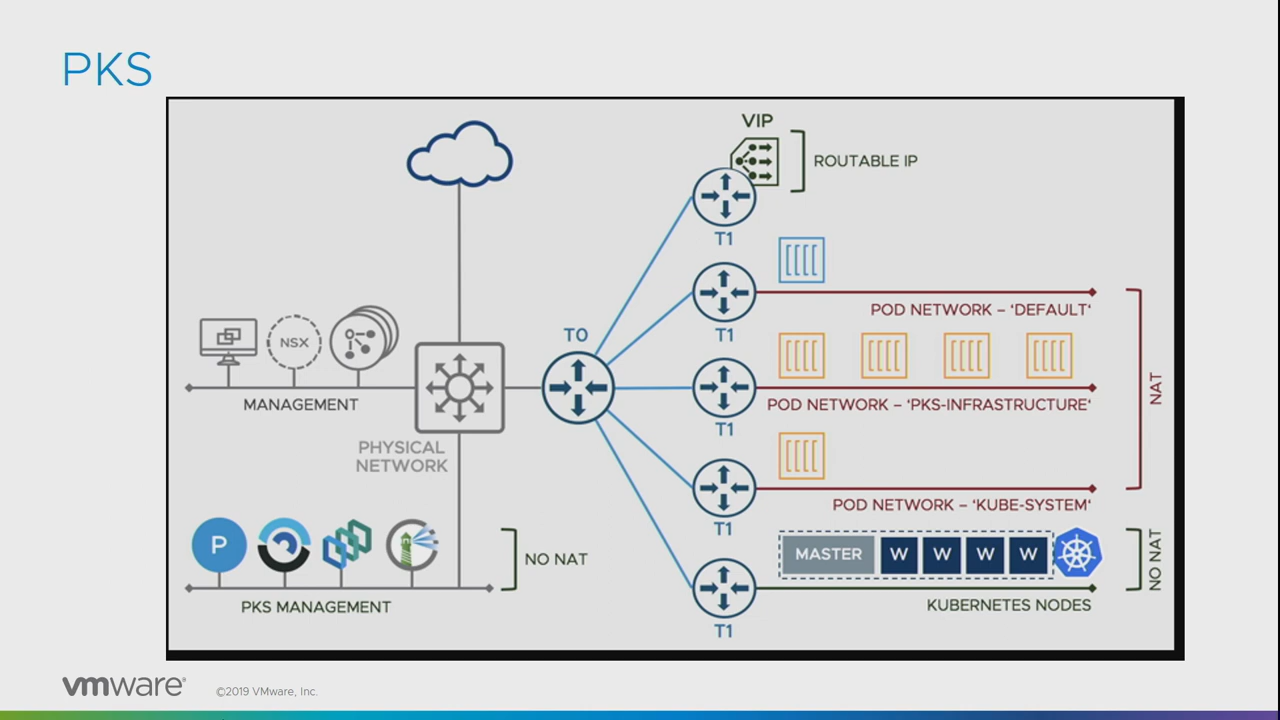 PKS
VIP
ROUTABLE IP
T1
POD NETWORK – ‘DEFAULT‘
T1
NSX
T0
MANAGEMENT
POD NETWORK – ‘PKS-INFRASTRUCTURE‘
T1
NAT
PHYSICAL
NETWORK
POD NETWORK – ‘KUBE-SYSTEM‘
T1
P
NO NAT
PKS MANAGEMENT
MASTER W W W W
NO NAT
KUBERNETES NODES
T1
vmware®
©2019 VMware, Inc.